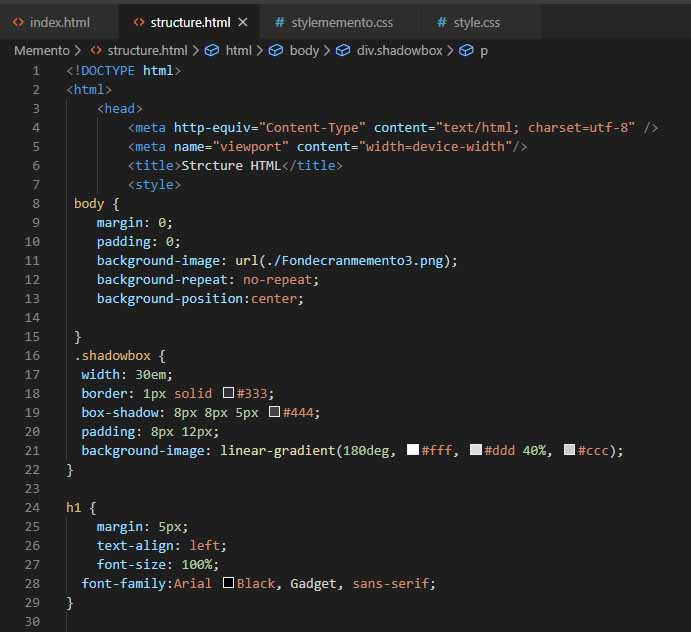 index.html structure.html stylememento.css style.css
Memento > structure.html > html > body > div.shadowbox > p
1 <!DOCTYPE html>
2 <html>
3 <head>
4 <meta http-equiv="Content-Type" content="text/html; charset=utf-8" />
5 <meta name="viewport" content="width=device-width"/>
6 <title>Strcture HTML</title>
7 <style>
8 body {
9 margin: 0;
10 padding: 0;
11 background-image: url(./Fondecranmemento3.png);
12 background-repeat: no-repeat;
13 background-position:center;
14
15 }
16 .shadowbox {
17 width: 30em;
18 border: 1px solid #333;
19 box-shadow: 8px 8px 5px #444;
20 padding: 8px 12px;
21 background-image: linear-gradient(180deg, #fff, #ddd 40%, #ccc);
22 }
23
24 h1 {
25 margin: 5px;
26 text-align: left;
27 font-size: 100%;
28 font-family:Arial Black, Gadget, sans-serif;
29 }
30